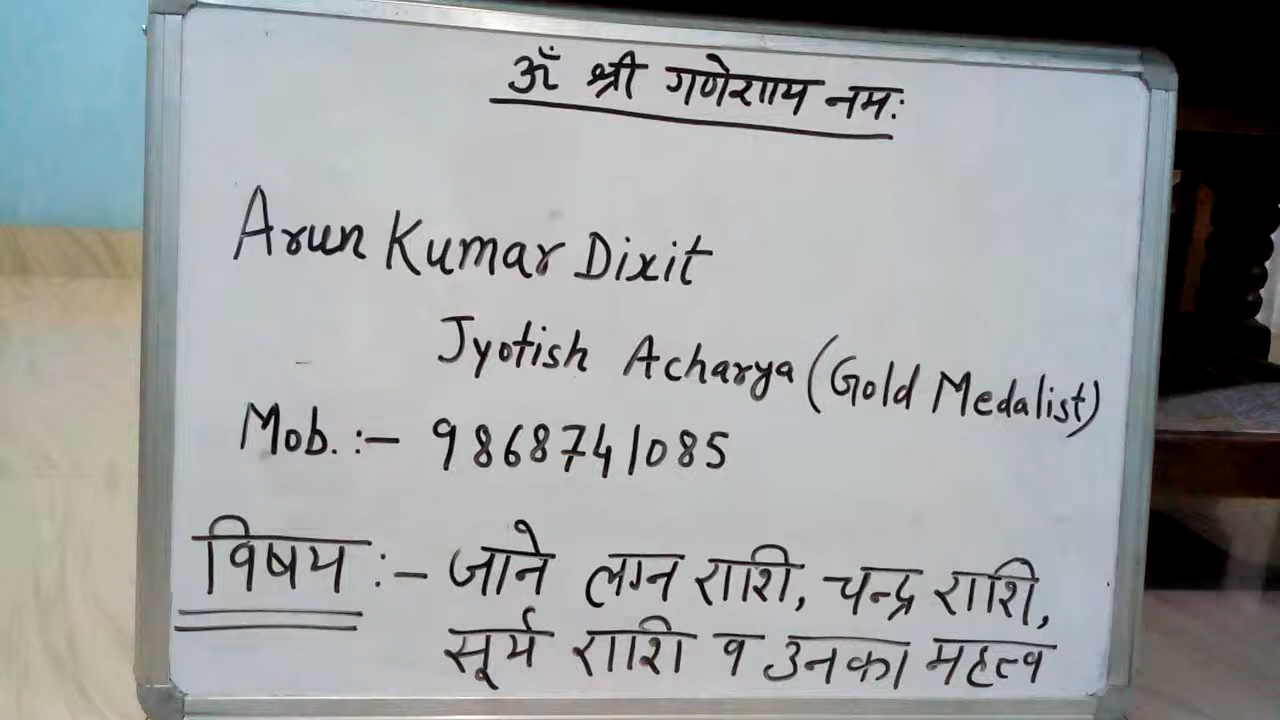 ॐ श्री गणेशाय नमः
Arun Kumar Dixit
Jyotish Acharya (Gold Medalist)
Mob. :- 9868741085
विषय :- जाने लग्न राशि, चन्द्र राशि,
सूर्य राशि व उनका महत्व